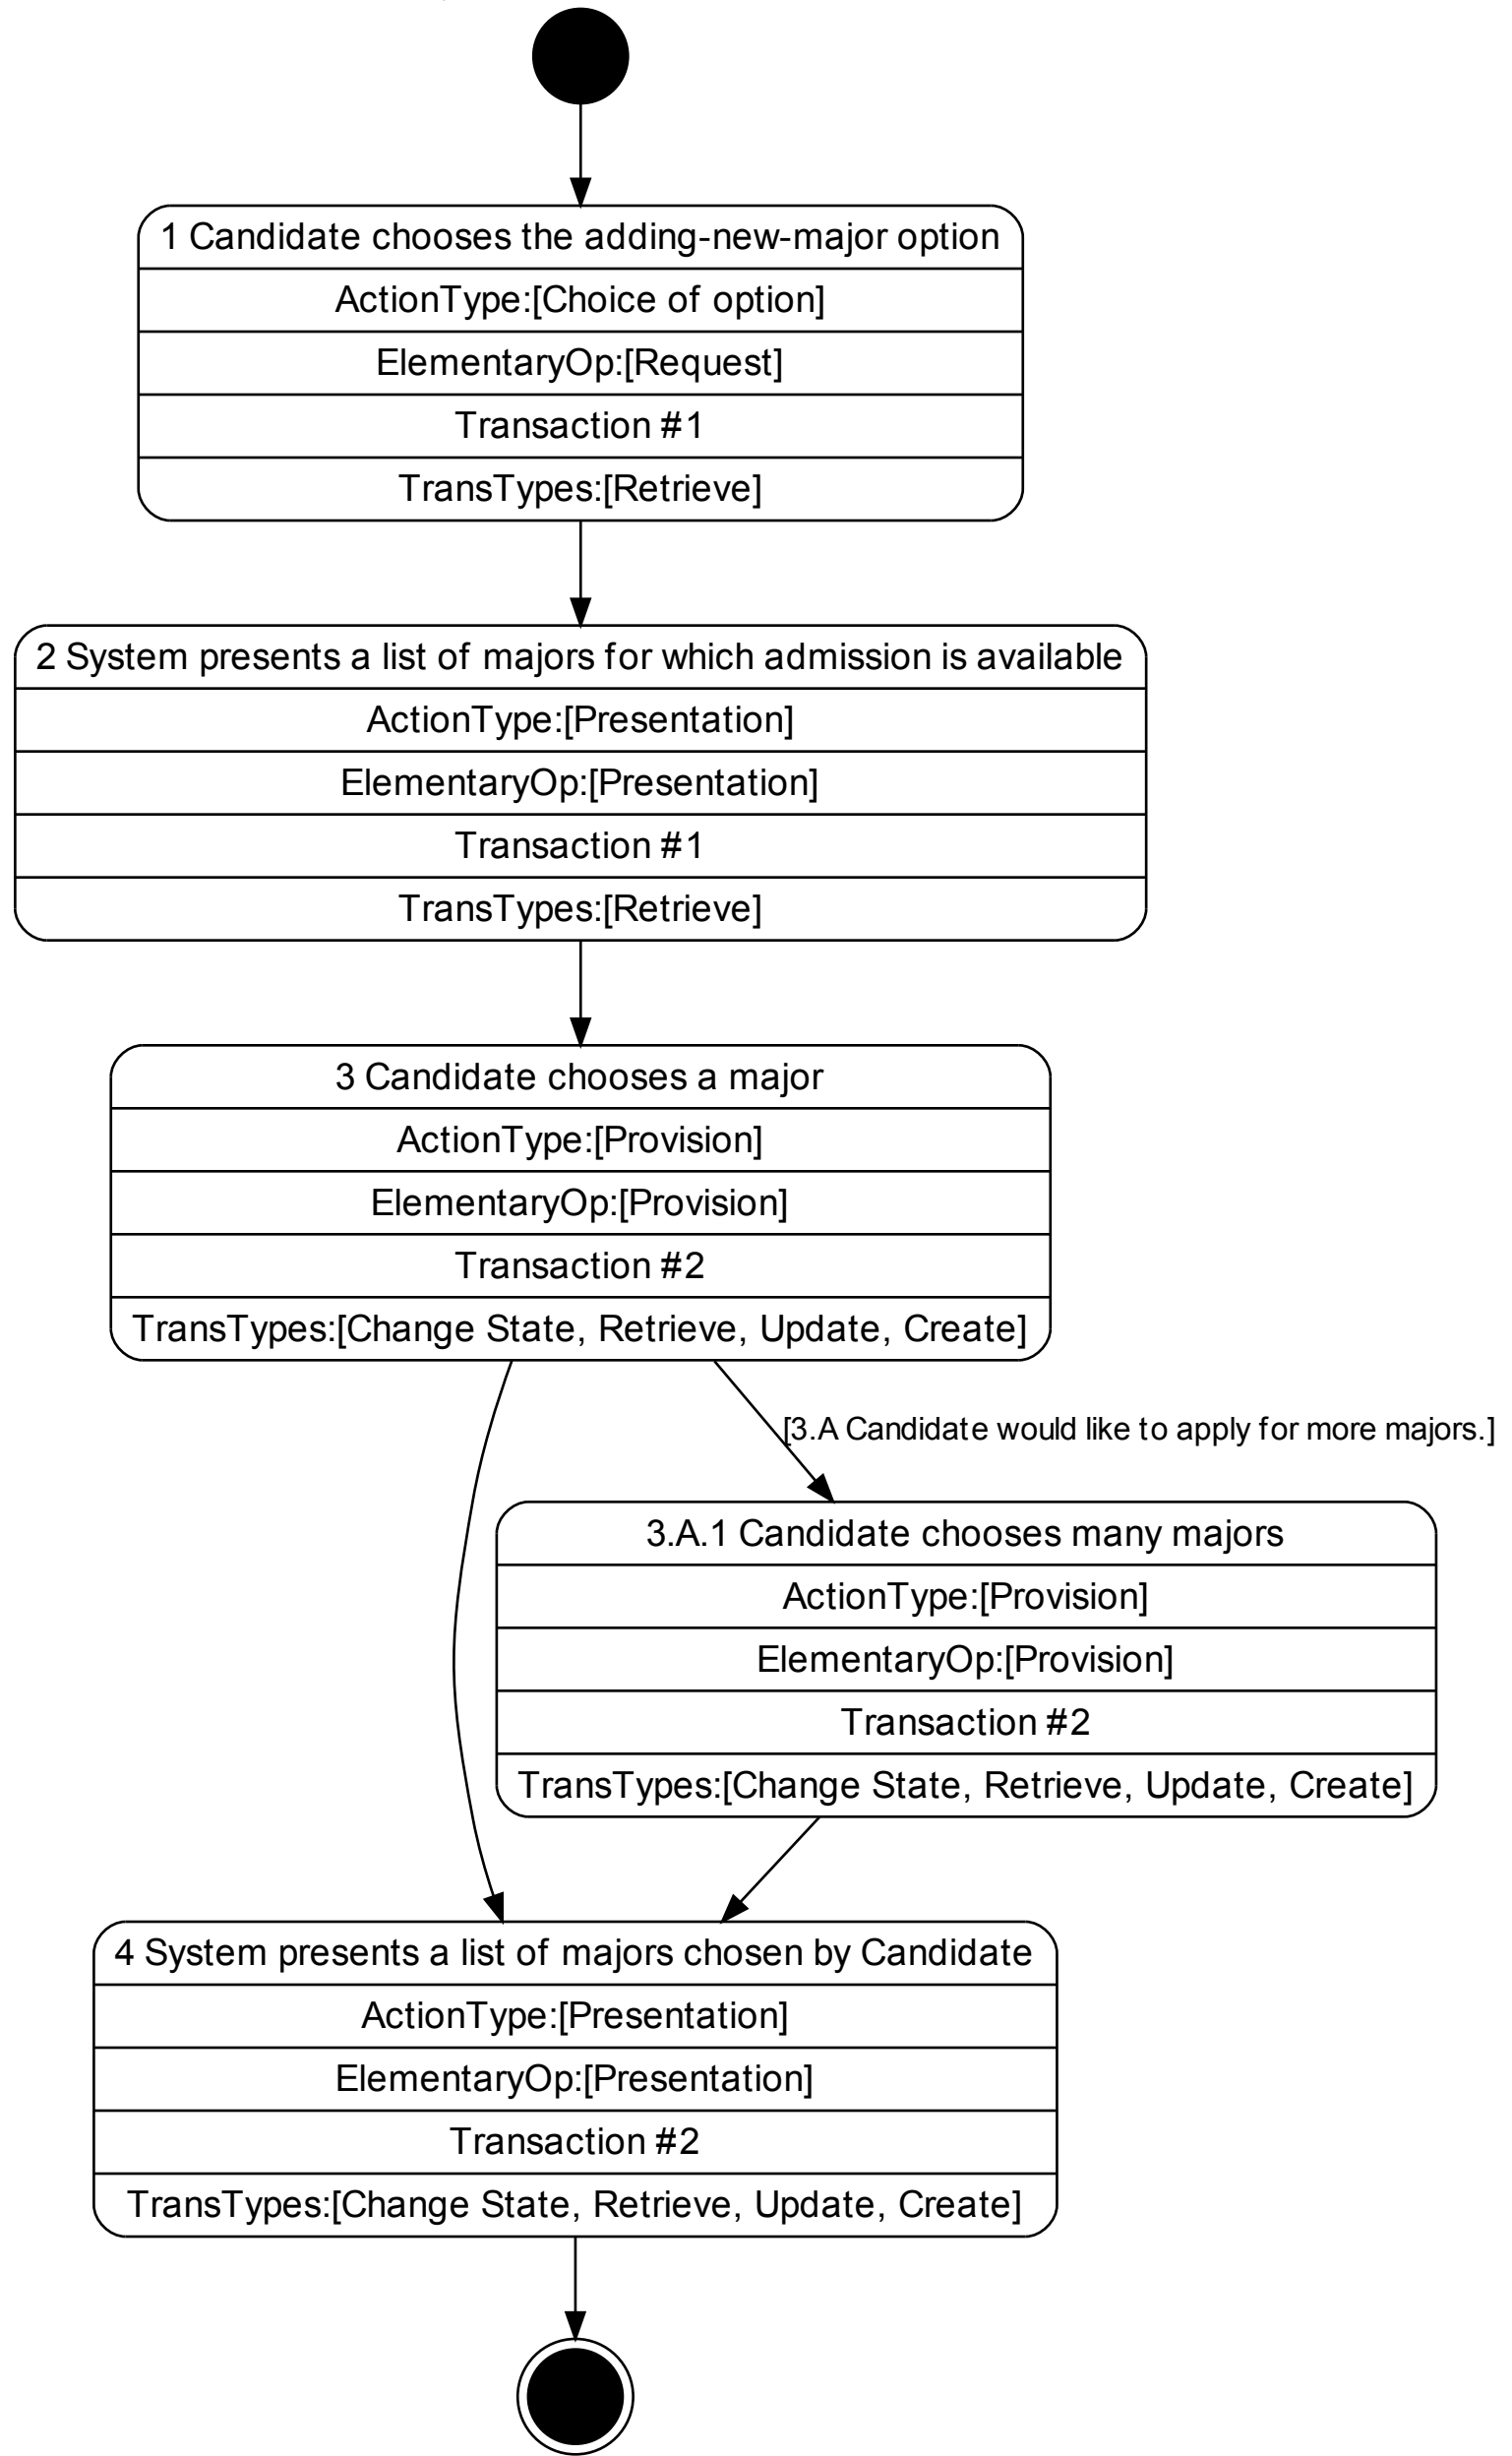 1 Candidate chooses the adding-new-major option
ActionType:[Choice of option]
ElementaryOp:[Request]
Transaction #1
TransTypes:[Retrieve]
2 System presents a list of majors for which admission is available
ActionType:[Presentation]
ElementaryOp:[Presentation]
Transaction #1
TransTypes:[Retrieve]
3 Candidate chooses a major
ActionType:[Provision]
ElementaryOp:[Provision]
Transaction #2
TransTypes:[Change State, Retrieve, Update, Create]
[3.A Candidate would like to apply for more majors.]
3.A.1 Candidate chooses many majors
ActionType:[Provision]
ElementaryOp:[Provision]
Transaction #2
TransTypes:[Change State, Retrieve, Update, Create]
4 System presents a list of majors chosen by Candidate
ActionType:[Presentation]
ElementaryOp:[Presentation]
Transaction #2
TransTypes:[Change State, Retrieve, Update, Create]